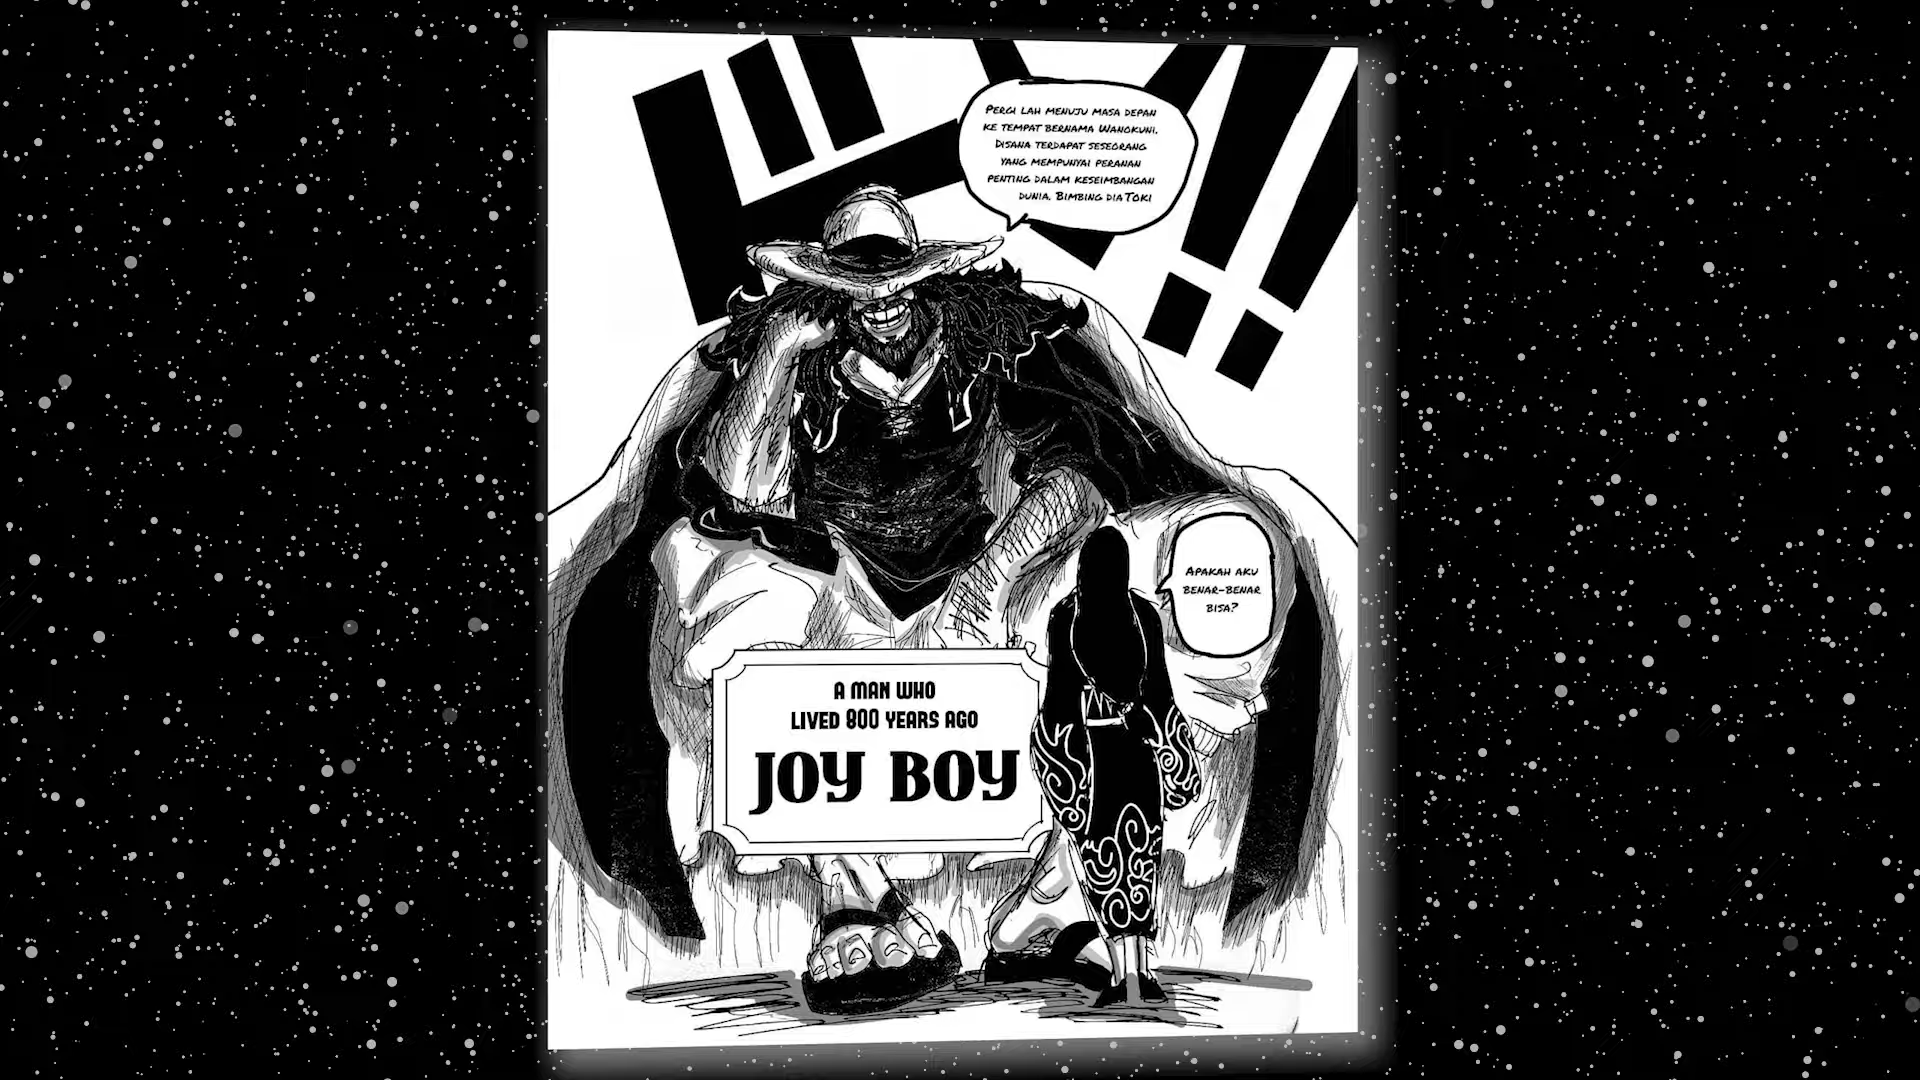 PERGI LAH MENUJU MASA DEPAN
KE TEMPAT BERNAMA WANOKUNI.
DISANA TERDAPAT SESEORANG
YANG MEMPUNYAI PERANAN
PENTING DALAM KESEIMBANGAN
DUNIA. BIMBING DIA TOKI
APAKAH AKU
BENAR-BENAR
BISA?
A MAN WHO
LIVED 800 YEARS AGO
JOY BOY